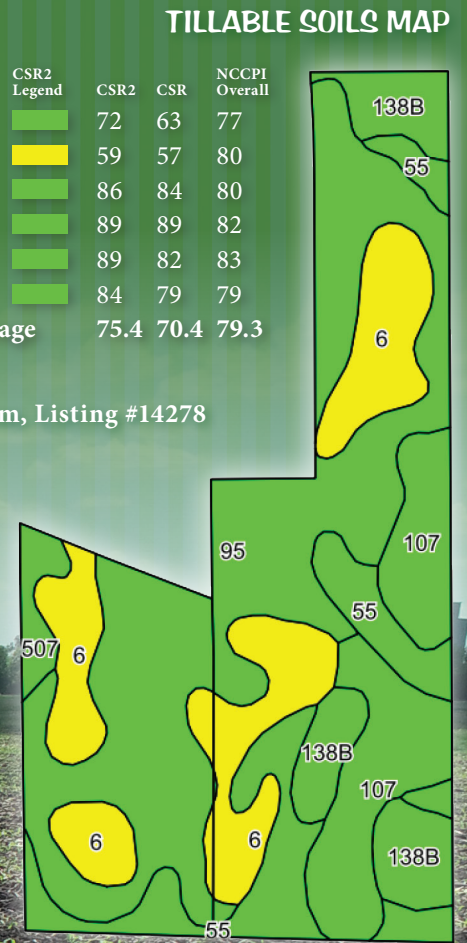 TILLABLE SOILS MAP
CSR2 Legend CSR2 CSR NCCPI Overall
72 63 77
59 57 80
86 84 80
89 89 82
89 82 83
84 79 79
age 75.4 70.4 79.3
m, Listing #14278
138B
55
6
95
107
55
507 6
138B
107
6
6
138B
55